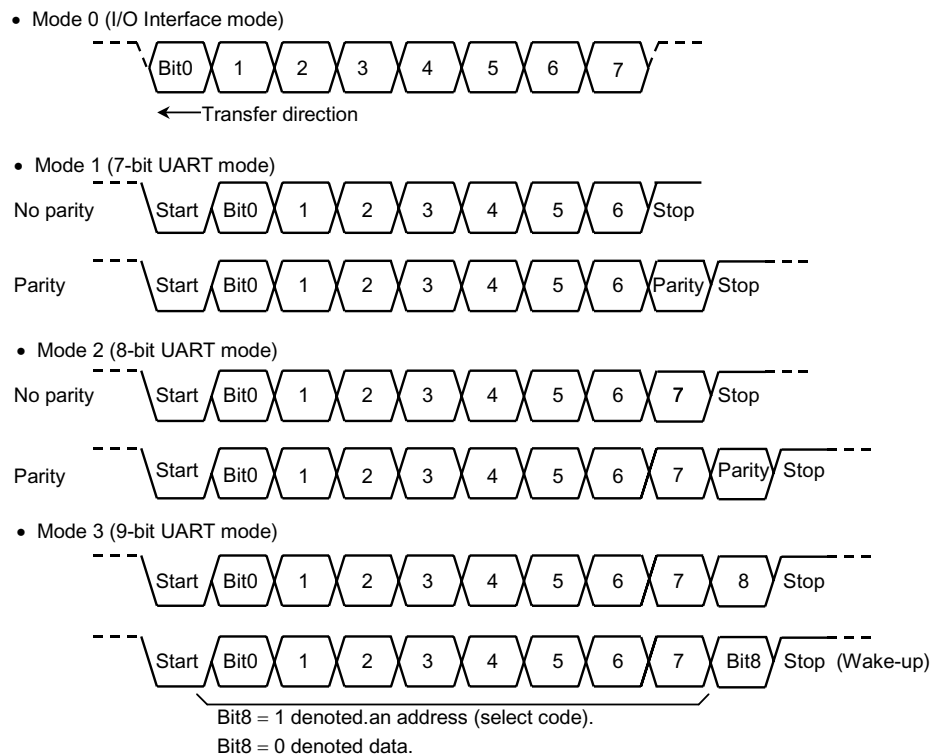 • Mode 0 (I/O Interface mode)
Bit0 1 2 3 4 5 6 7
Transfer direction
• Mode 1 (7-bit UART mode)
No parity Start Bit0 1 2 3 4 5 6 Stop
Parity Start Bit0 1 2 3 4 5 6 Parity Stop
• Mode 2 (8-bit UART mode)
No parity Start Bit0 1 2 3 4 5 6 7 Stop
Parity Start Bit0 1 2 3 4 5 6 7 Parity Stop
• Mode 3 (9-bit UART mode)
Start Bit0 1 2 3 4 5 6 7 8 Stop
Start Bit0 1 2 3 4 5 6 7 Bit8 Stop (Wake-up)
Bit8 = 1 denoted.an address (select code).
Bit8 = 0 denoted data.